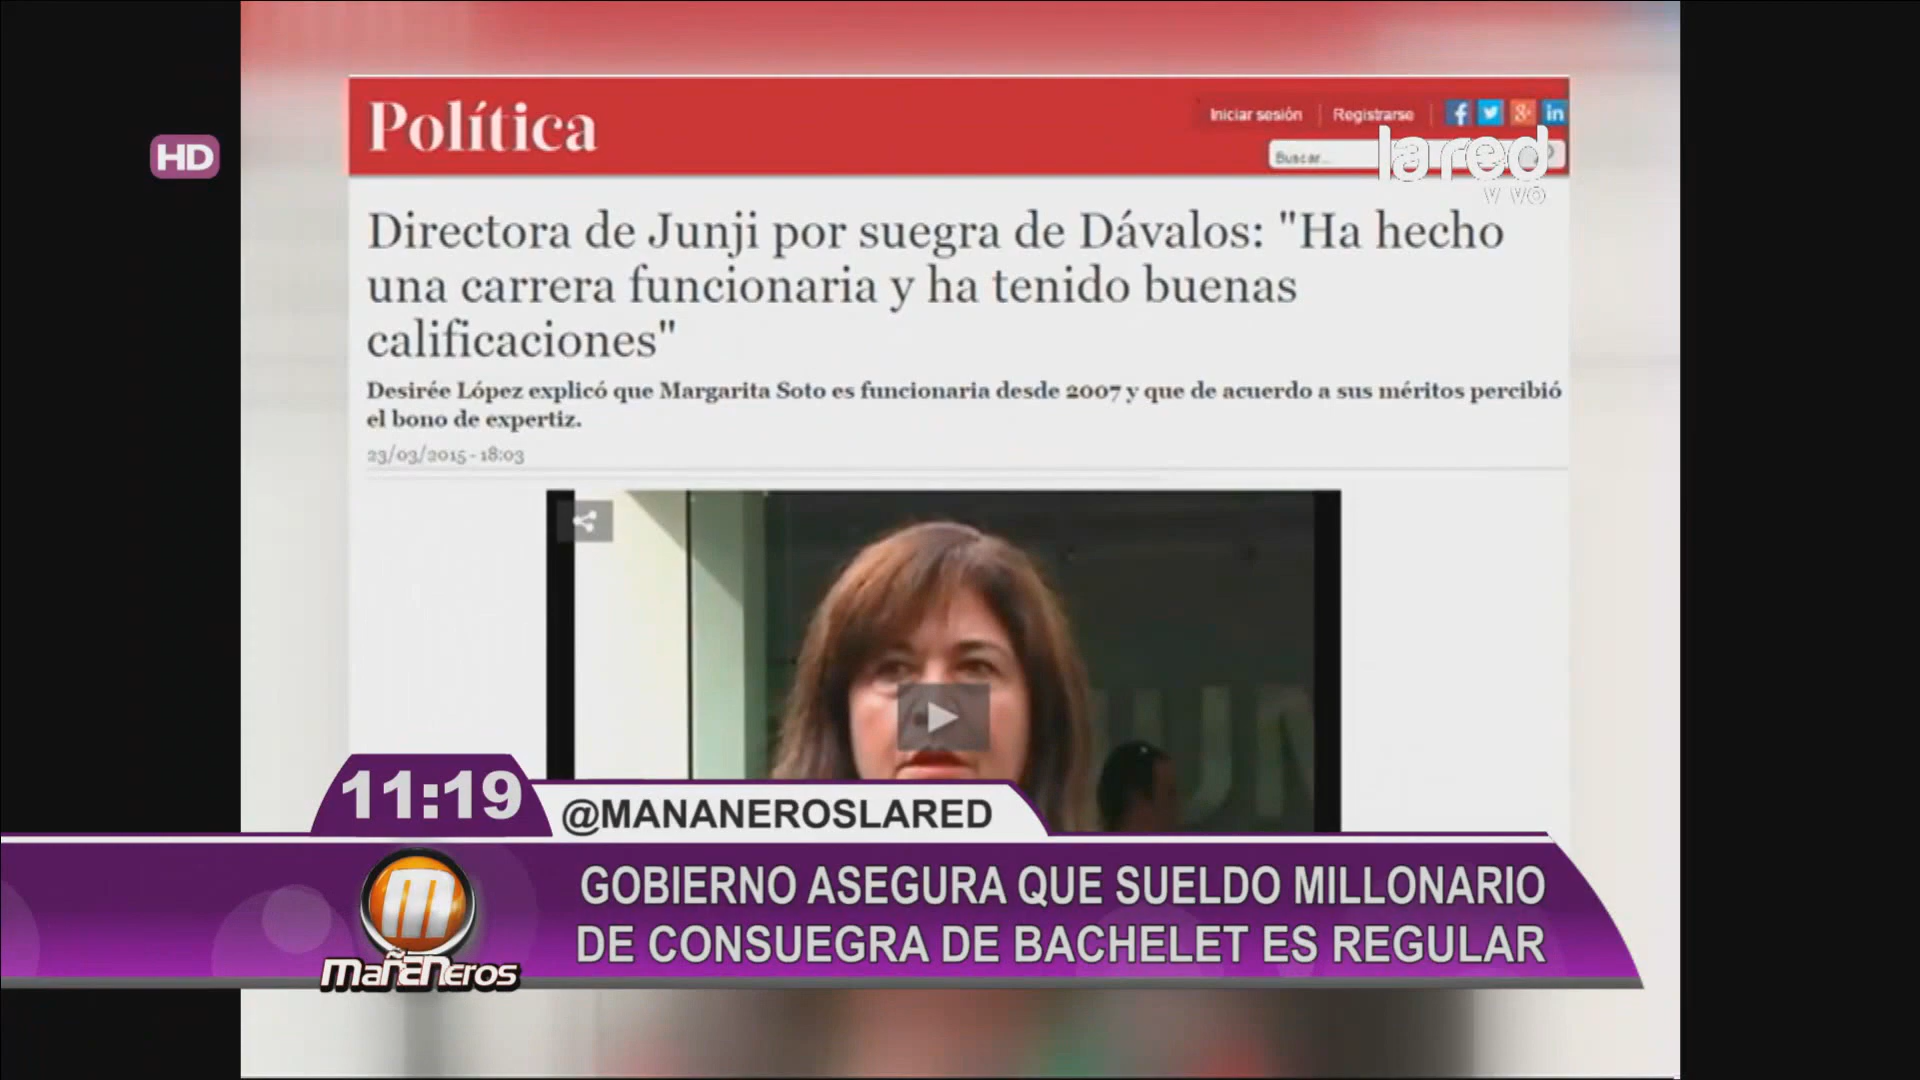 HD
Política
Iniciar sesión
Registrarse
Buscar...
la red
vivo
Directora de Junji por suegra de Dávalos: "Ha hecho
una carrera funcionaria y ha tenido buenas
calificaciones"
Desirée López explicó que Margarita Soto es funcionaria desde 2007 y que de acuerdo a sus méritos percibió
el bono de expertiz.
23/03/2015 - 18:03
11:19
@MANANEROSLARED
GOBIERNO ASEGURA QUE SUELDO MILLONARIO
DE CONSUEGRA DE BACHELET ES REGULAR
mañaneros